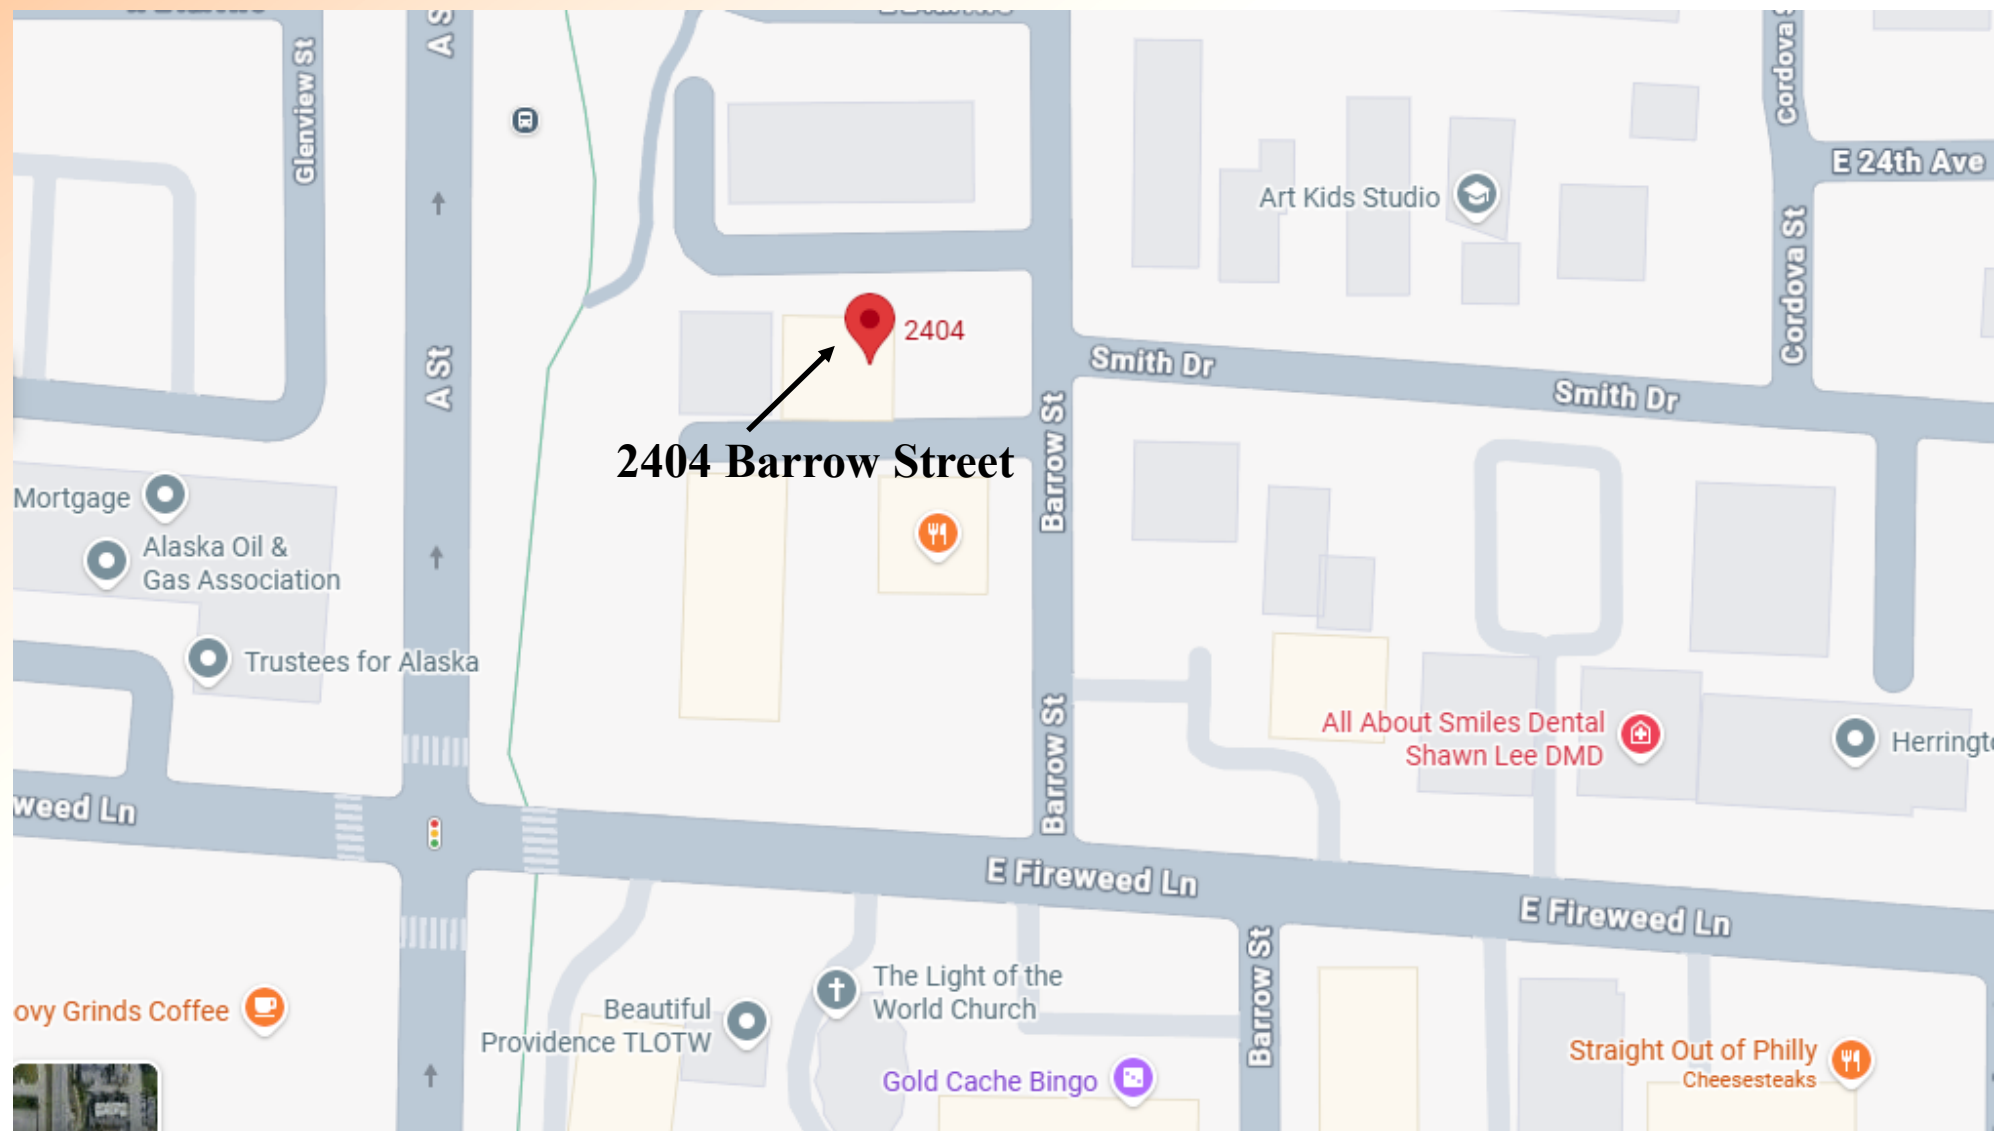 A S
Cordova S
Glenview St
E 24th Ave
Art Kids Studio
Cordova St
2404
A St
Smith Dr
Smith Dr
Barrow St
2404 Barrow Street
Mortgage
Alaska Oil &
Gas Association
Trustees for Alaska
Barrow St
All About Smiles Dental
Shawn Lee DMD
Herringt
weed Ln
E Fireweed Ln
E Fireweed Ln
Barrow St
The Light of the
World Church
Beautiful
Providence TLOTW
ovy Grinds Coffee
Gold Cache Bingo
Straight Out of Philly
Cheesesteaks